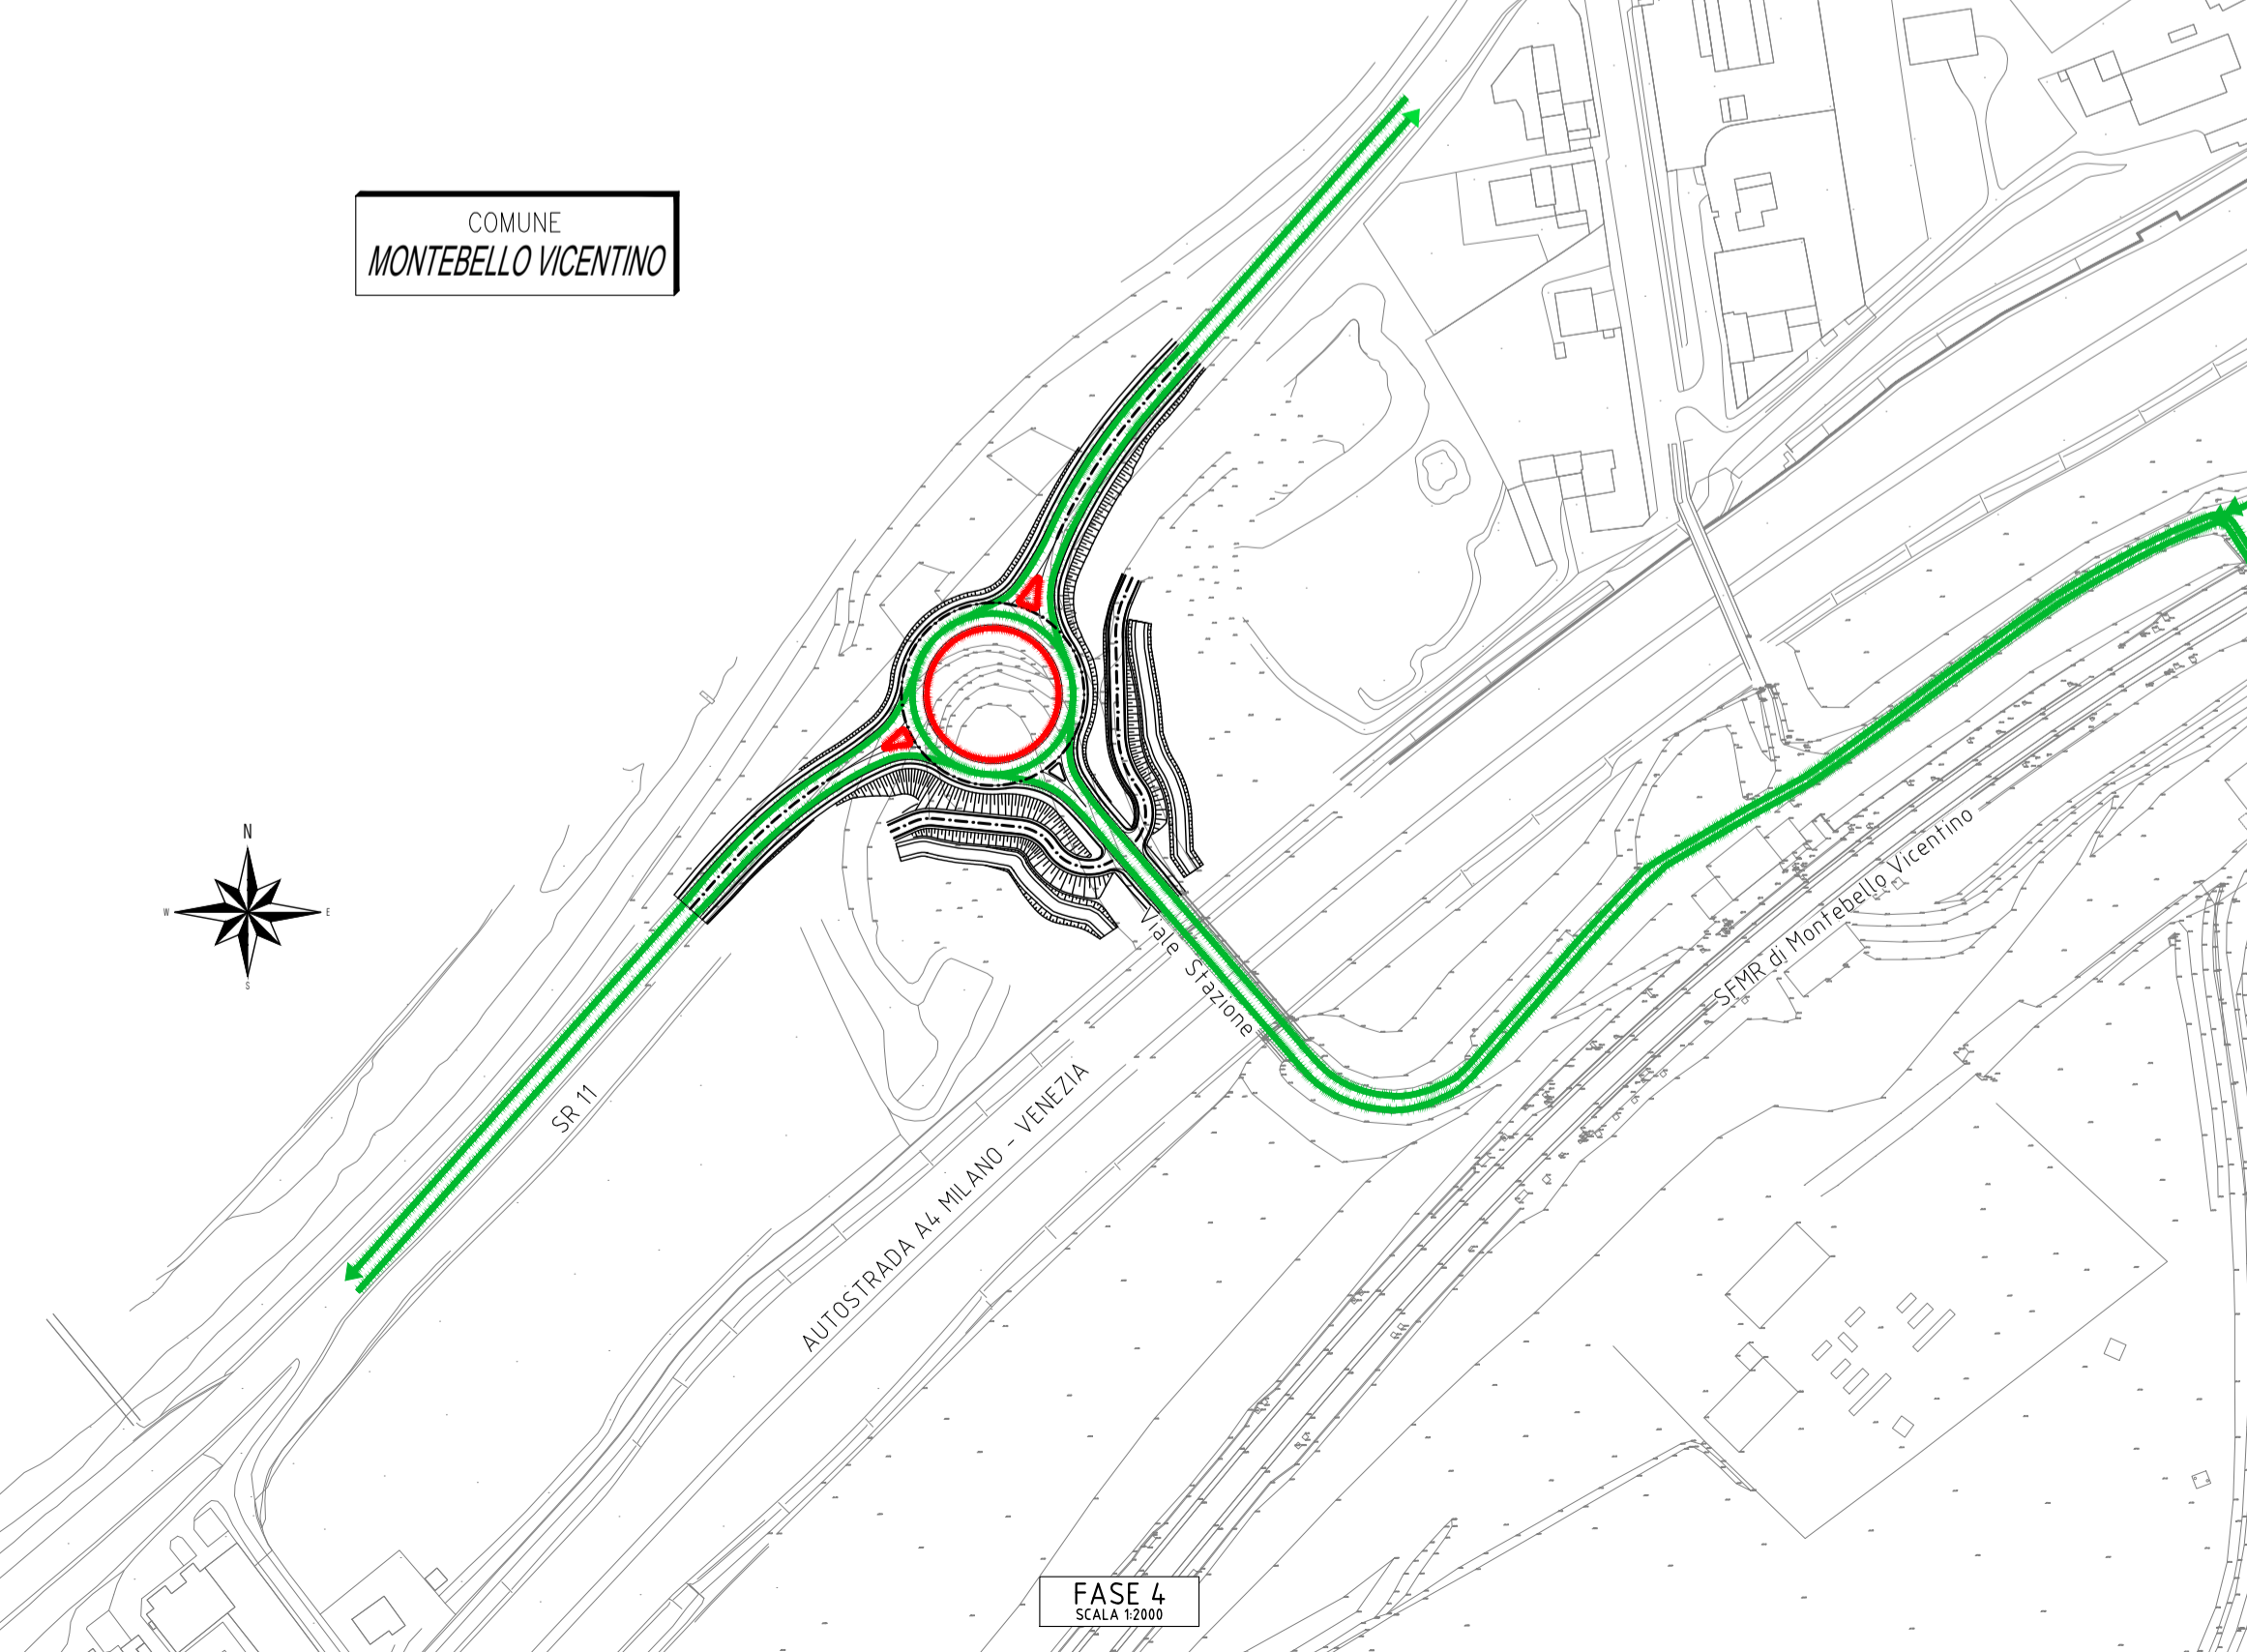 COMUNE
MONTEBELLO VICENTINO
N
W
E
S
Viale Stazione
SFMR di Montebello Vicentino
SR 11
AUTOSTRADA A4 MILANO - VENEZIA
FASE 4
SCALA 1:2000